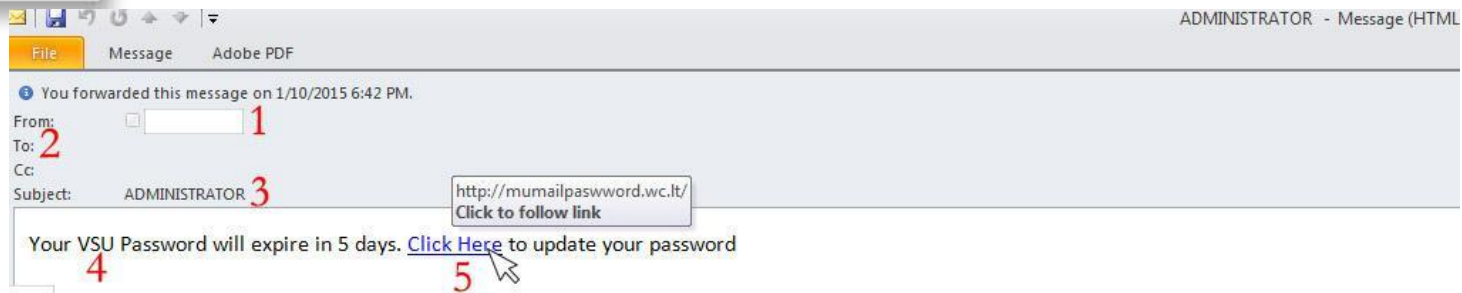 ADMINISTRATOR - Message (HTML
File Message Adobe PDF
You forwarded this message on 1/10/2015 6:42 PM.
From: 1
To: 2
Cc:
Subject: ADMINISTRATOR 3
http://mumailpaswword.wc.lt/
Click to follow link
Your VSU Password will expire in 5 days. Click Here to update your password
4 5